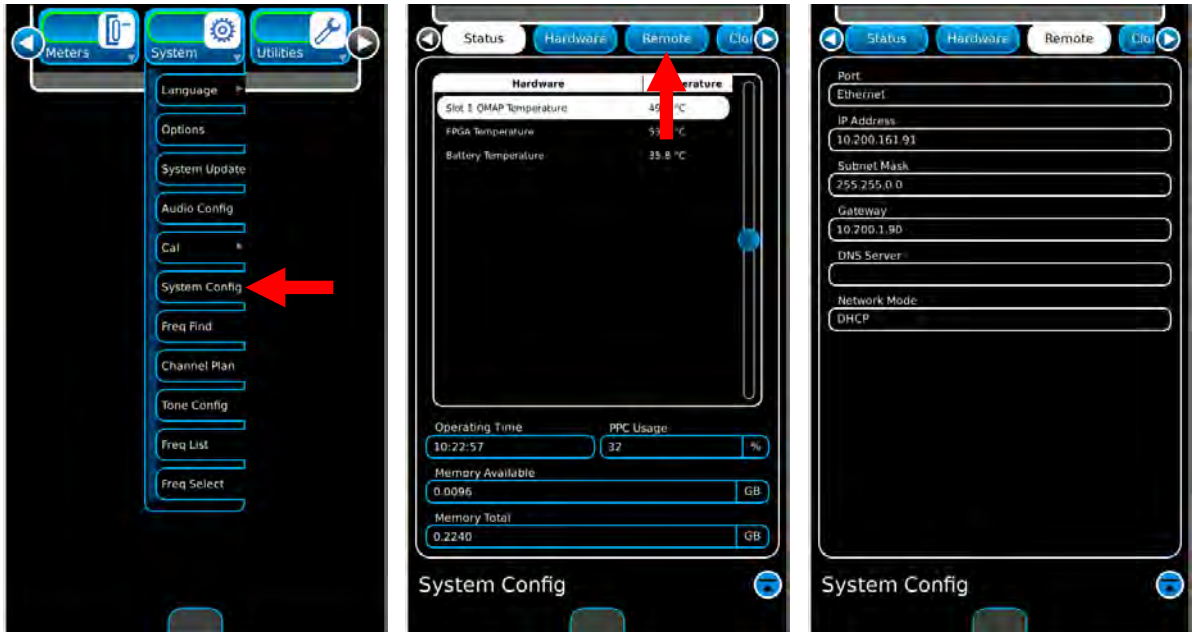 Meters
System
Utilities
Language
Options
System Update
Audio Config
Cal
System Config
Freq Find
Channel Plan
Tone Config
Freq List
Freq Select
Status Hardware Remote
Hardware
Slot 1 OMAP Temperature °C
FPGA Temperature °C
Battery Temperature 35.8 °C
Operating Time PPC Usage
10:22:57 32 %
Memory Available
0.0096 GB
Memory Total
0.2240 GB
System Config
Status Hardware Remote
Port
Ethernet
IP Address
10.200.161.91
Subnet Mask
255.255.0.0
Gateway
10.200.1.90
DNS Server
Network Mode
DHCP
System Config